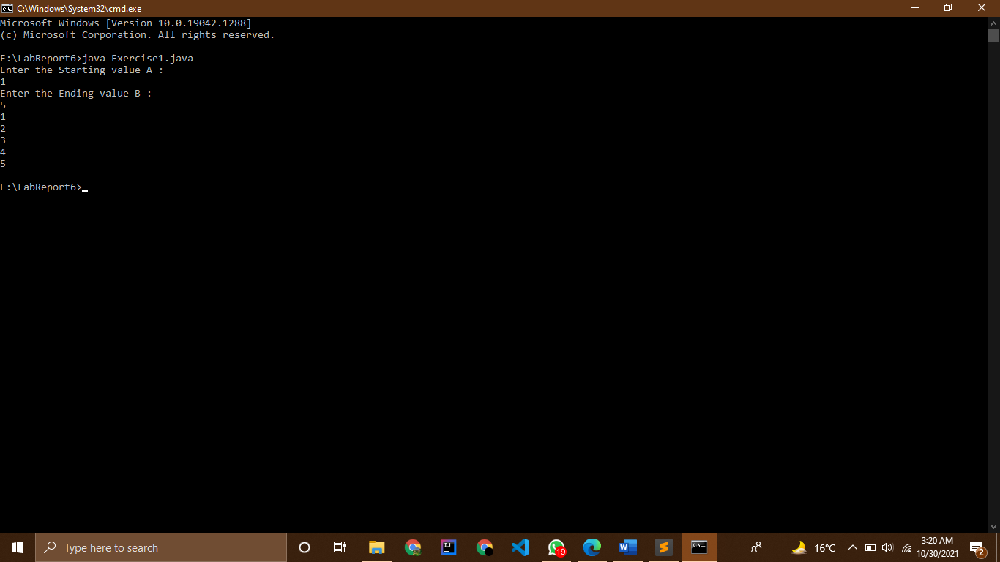 C:\Windows\System32\cmd.exe
Microsoft Windows [Version 10.0.19042.1288]
(c) Microsoft Corporation. All rights reserved.
E:\LabReport6>java Exercise1.java
Enter the Starting value A :
1
Enter the Ending value B :
5
1
2
3
4
5
E:\LabReport6>
Type here to search
19
16°C
3:20 AM
10/30/2021
2